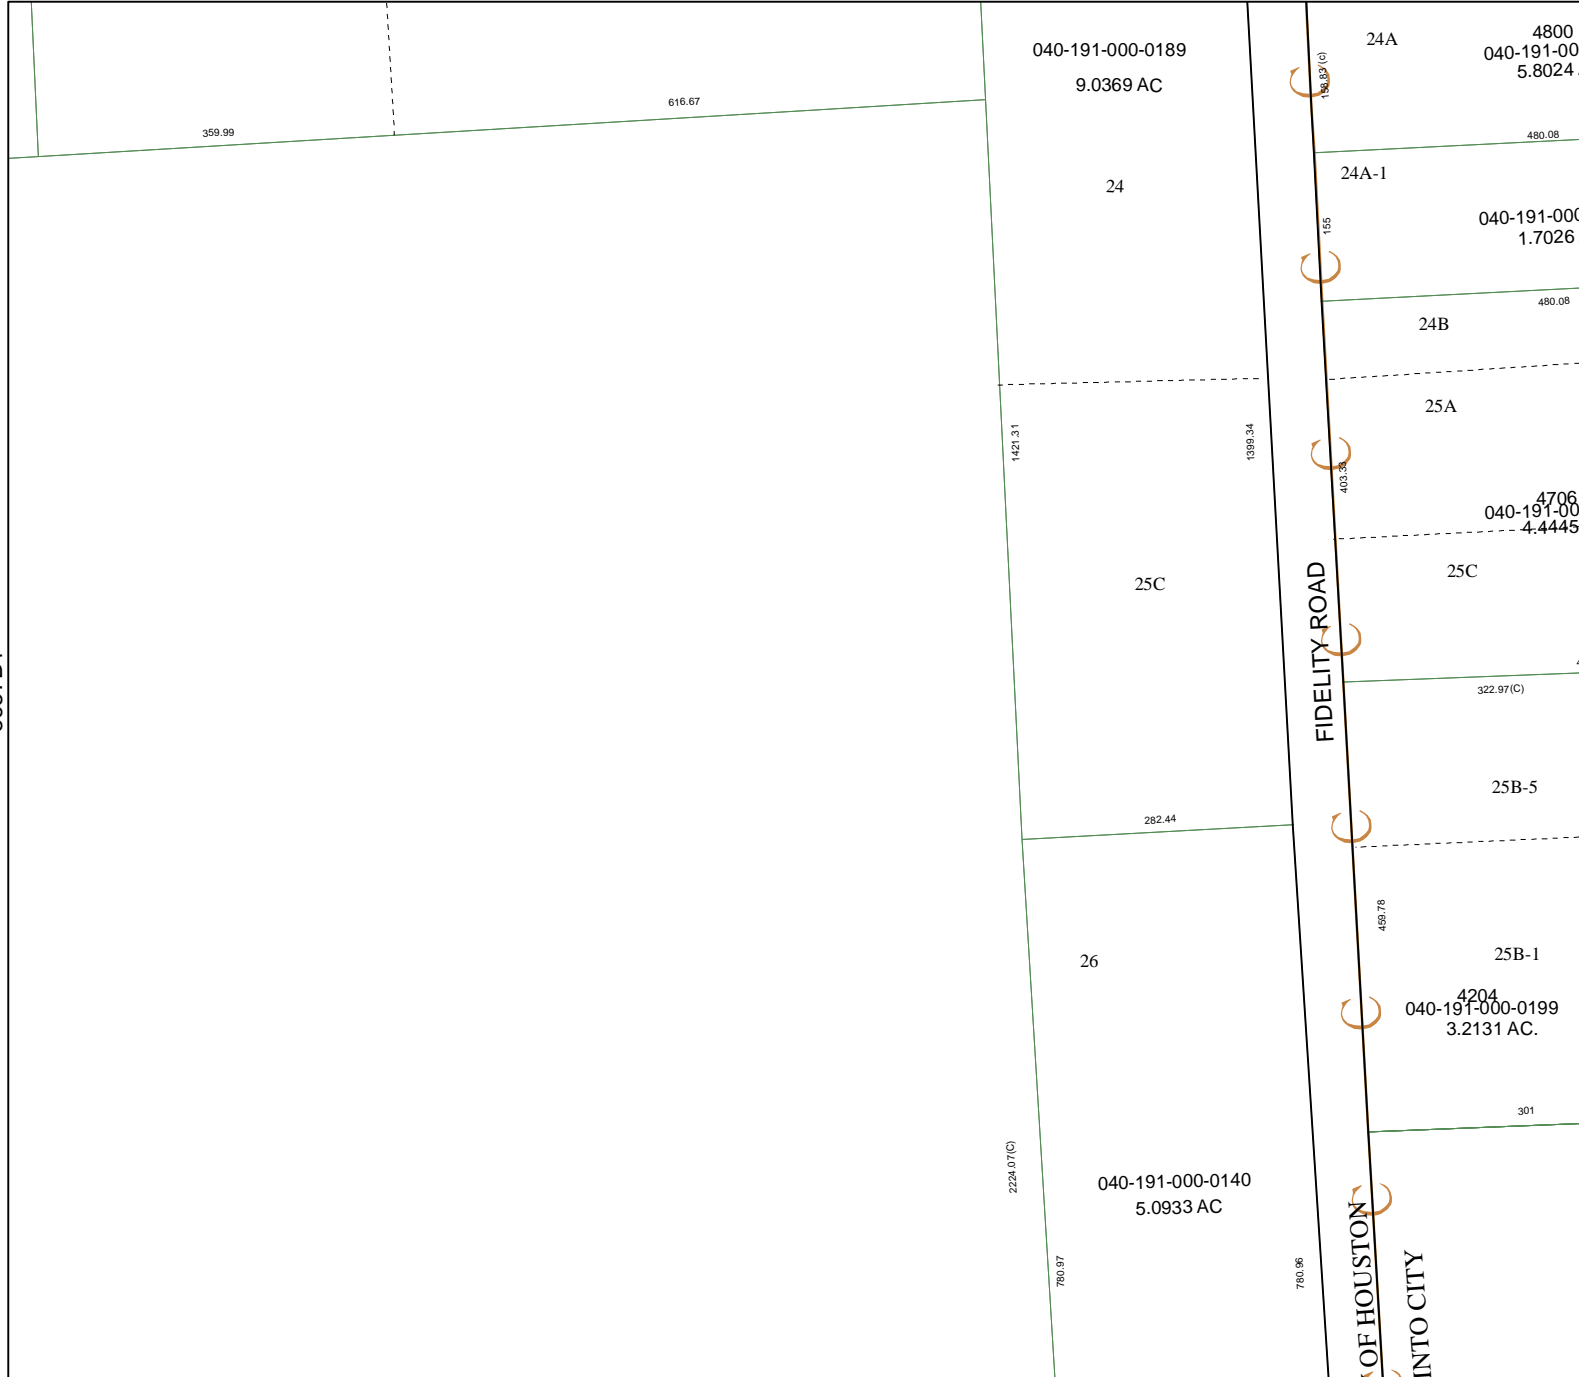 4800
24A
040-191-00
040-191-000-0189
5.8024
9.0369 AC
158.83'(c)
616.67
359.99
480.08
24A-1
24
040-191-000
155
1.7026
480.08
24B
25A
1421.31
1399.34
403.33
4706
040-191-00
4.4445
25C
25C
FIDELITY ROAD
322.97(C)
25B-5
282.44
459.78
25B-1
26
4204
040-191-000-0199
3.2131 AC.
301
2224.07(C)
040-191-000-0140
5.0933 AC
780.97
780.96
OF HOUSTON
INTO CITY